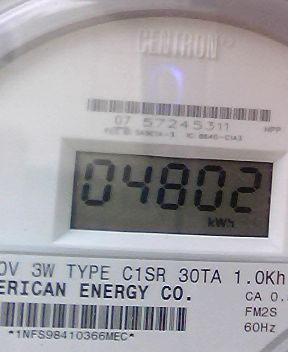 CENTRON
07 57245311
HPP
04802
kWh
0V 3W TYPE C1SR 30TA 1.0Kh
ERICAN ENERGY CO.
CA 0.
FM2S
*1NFS98410366MEC*
60Hz